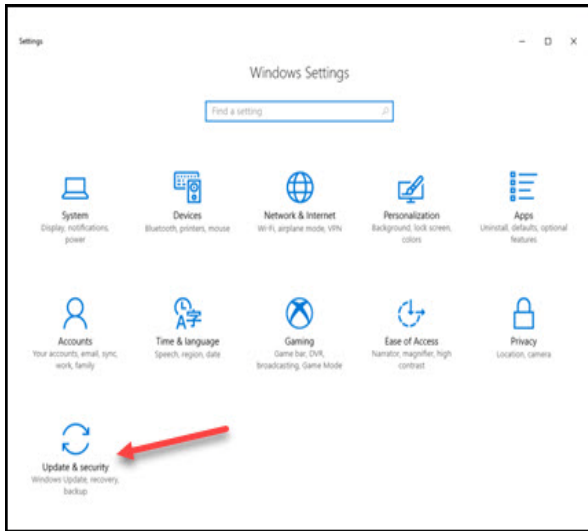 Settings
Windows Settings
Find a setting
System
Display, notifications,
power
Devices
Bluetooth, printers, mouse
Network & Internet
Wi-Fi, airplane mode, VPN
Personalization
Background, lock screen,
colors
Apps
Uninstall, defaults, optional
features
Accounts
Your accounts, email, sync,
work, family
Time & language
Speech, region, date
Gaming
Game bar, DVR,
broadcasting, Game Mode
Ease of Access
Narrator, magnifier, high
contrast
Privacy
Location, camera
Update & security
Windows Update, recovery,
backup